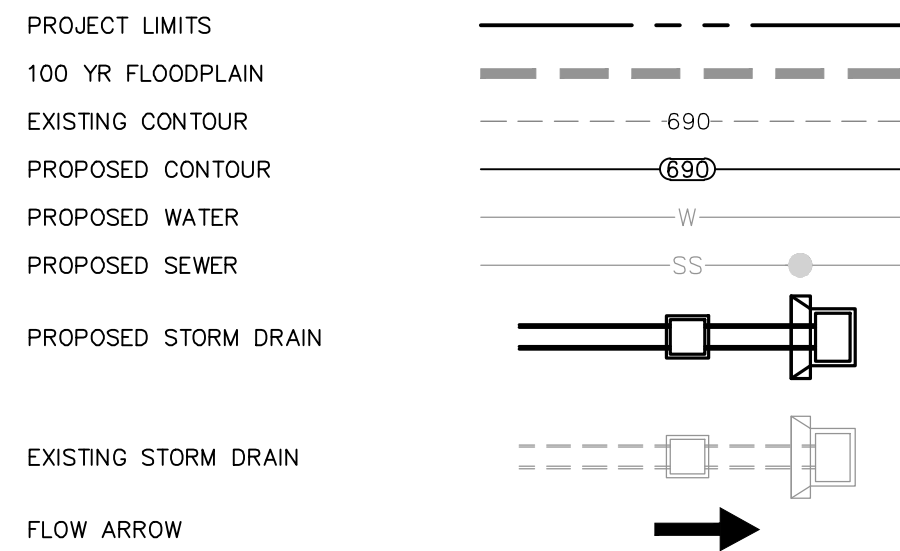 PROJECT LIMITS
100 YR FLOODPLAIN
EXISTING CONTOUR 690
PROPOSED CONTOUR 690
PROPOSED WATER W
PROPOSED SEWER SS
PROPOSED STORM DRAIN
EXISTING STORM DRAIN
FLOW ARROW